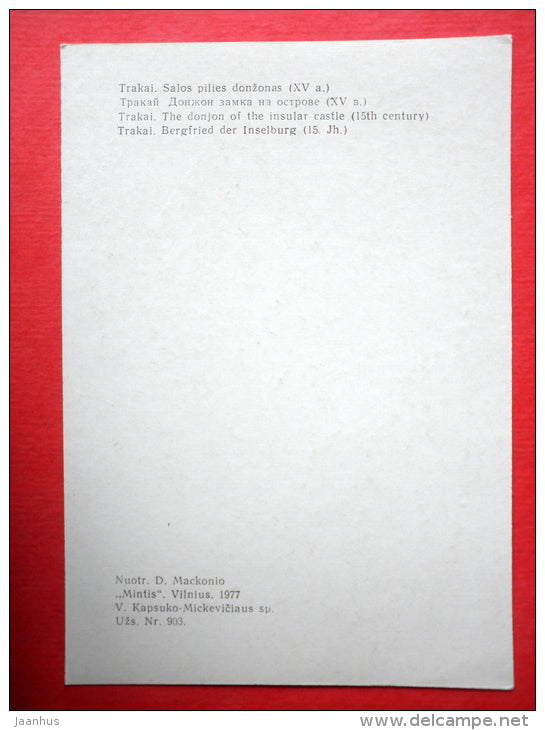 Trakai. Salos pilies donžonas (XV a.)
Тракай Донжон замка на острове (XV в.)
Trakai. The donjon of the insular castle (15th century)
Trakai. Bergfried der Inselburg (15. Jh.)
Nuotr. D. Mackonio
„Mintis“. Vilnius. 1977
V. Kapsuko-Mickevičiaus sp.
Užs. Nr. 903.
jaanhus
www.delcampe.net